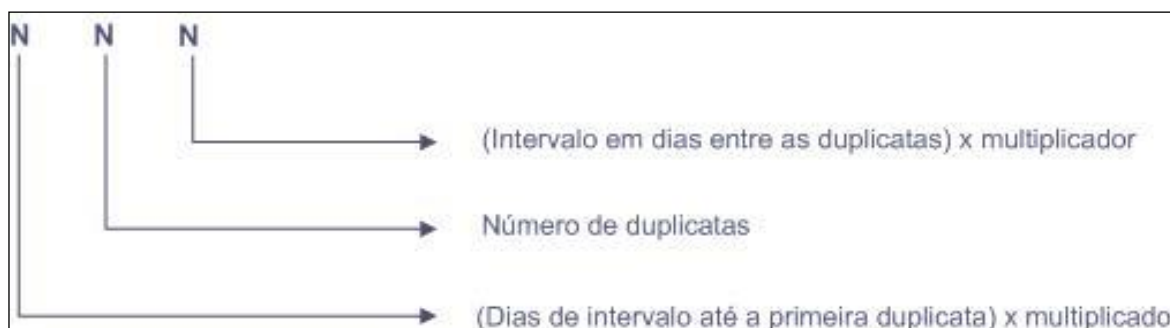 N N N
(Intervalo em dias entre as duplicatas) x multiplicador
Número de duplicatas
(Dias de intervalo até a primeira duplicata) x multiplicado